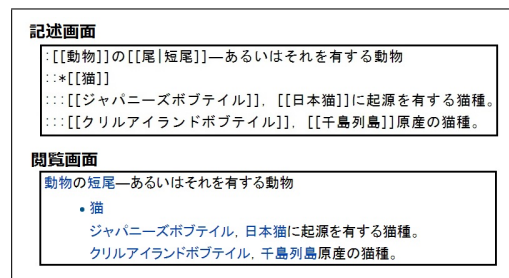 記述画面
:[[動物]]の[[尾|短尾]]―あるいはそれを有する動物
::*[[猫]]
:::[[ジャパニーズボブテイル]]，[[日本猫]]に起源を有する猫種。
:::[[クリルアイランドボブテイル]]，[[千島列島]]原産の猫種。
閲覧画面
動物の短尾―あるいはそれを有する動物
• 猫
ジャパニーズボブテイル，日本猫に起源を有する猫種。
クリルアイランドボブテイル，千島列島原産の猫種。